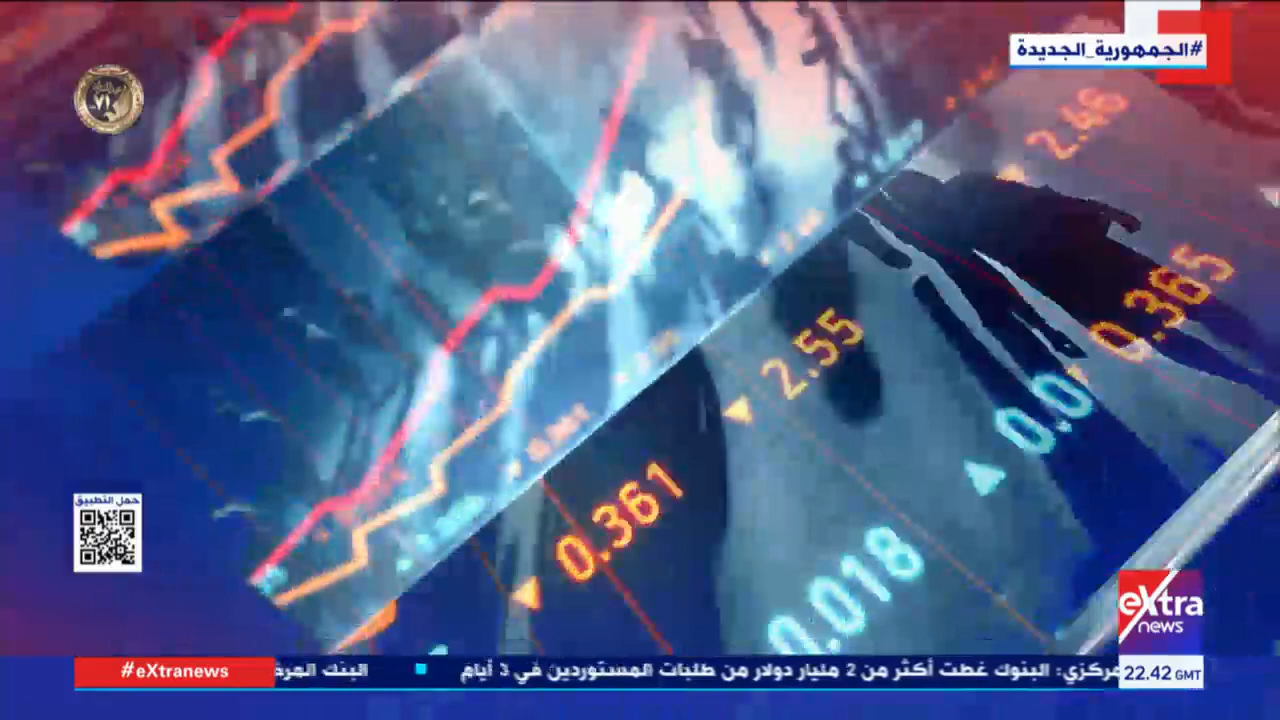 #الجمهورية_الجديدة
2.46
0.365
2.55
0.0
0.361
0.018
حمل التطبيق
eXtra
news
#eXtranews
مركزي: البنوك غطت أكثر من 2 مليار دولار من طلبات المستوردين في 3 أيام ■ البنك المرك
22.42 GMT